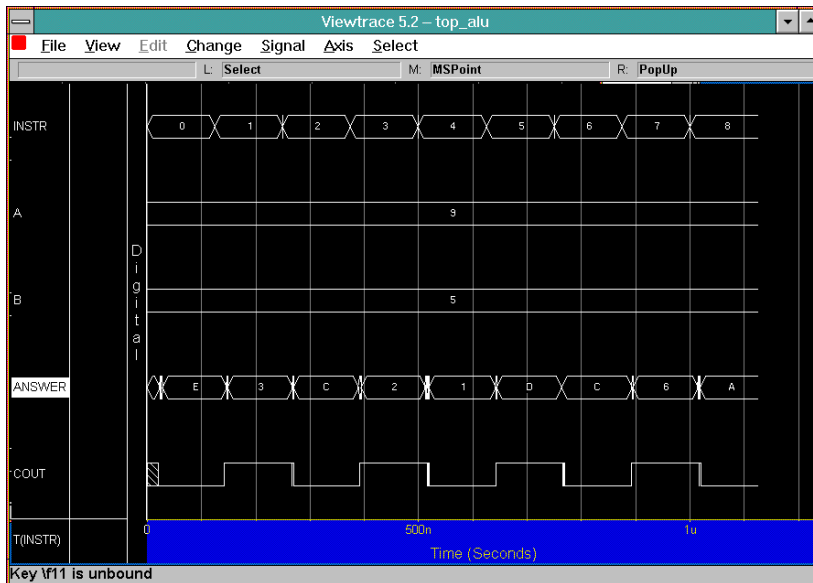 Viewtrace 5.2 – top_alu
File View Edit Change Signal Axis Select
L: Select M: MSPoint R: PopUp
INSTR 0 1 2 3 4 5 6 7 8
A 9
Digital
B 5
ANSWER E 3 C 2 1 D C 6 A
COUT
T(INSTR) 0 500n 1u
Time (Seconds)
Key \f11 is unbound